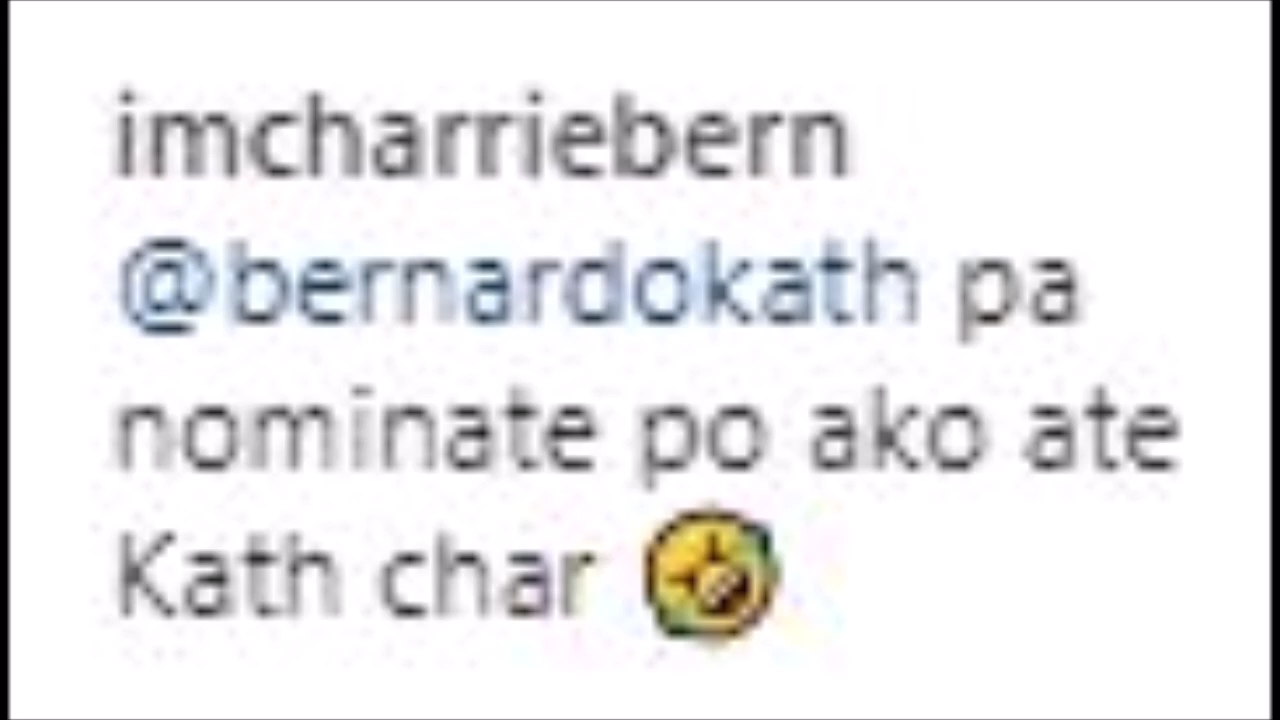 imcharriebern
@bernardokath pa
nominate po ako ate
Kath char 🤣